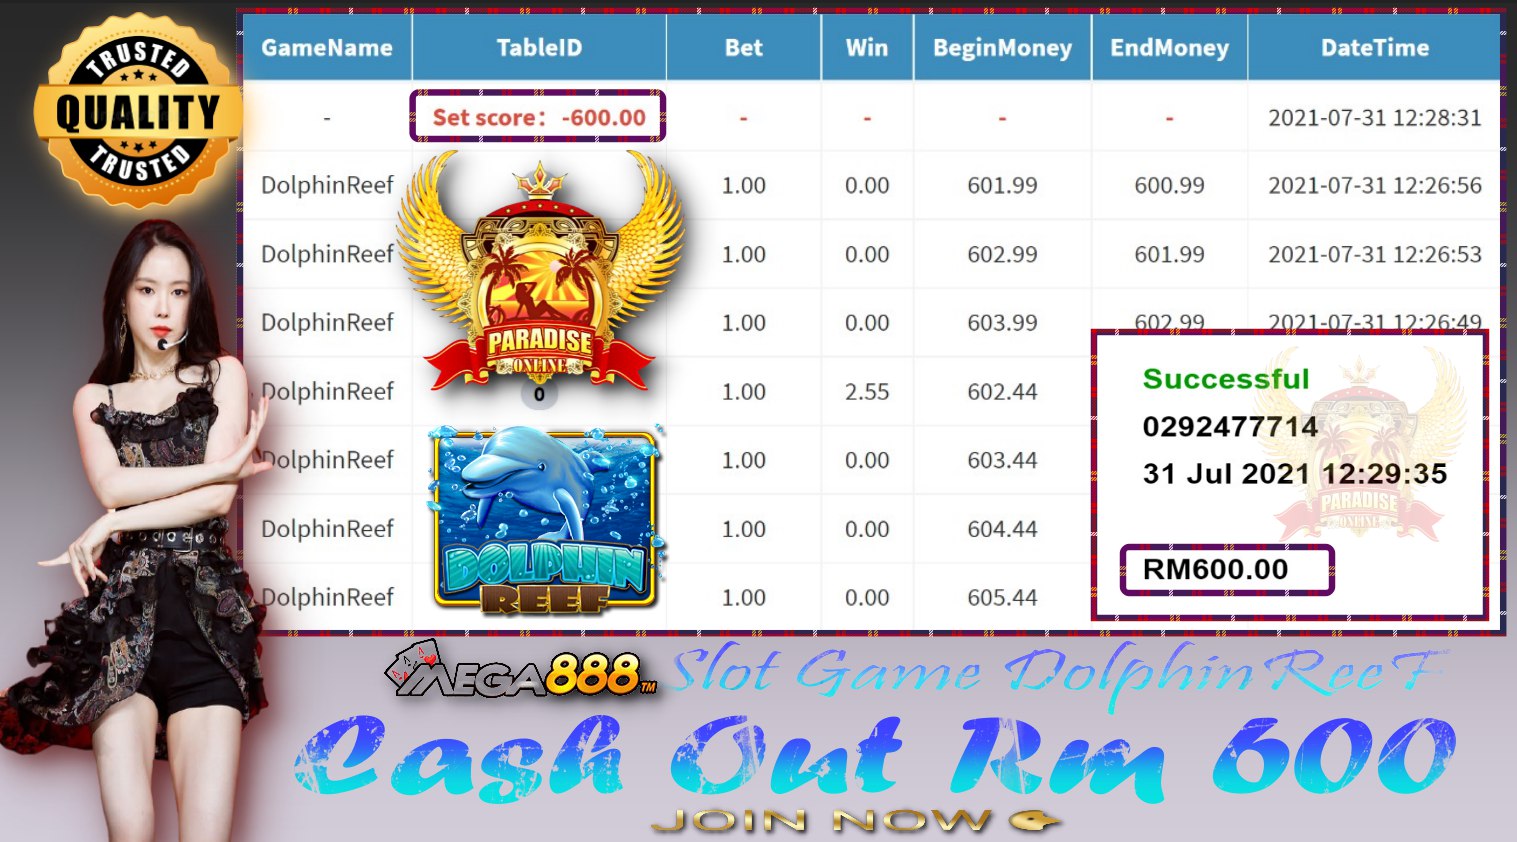 TRUSTED
QUALITY
TRUSTED
GameName TableID Bet Win BeginMoney EndMoney DateTime
- Set score: -600.00 - - - - 2021-07-31 12:28:31
DolphinReef 1.00 0.00 601.99 600.99 2021-07-31 12:26:56
DolphinReef 1.00 0.00 602.99 601.99 2021-07-31 12:26:53
DolphinReef 1.00 0.00 603.99 602.99 2021-07-31 12:26:49
PARADISE
ONLINE
DolphinReef 0 1.00 2.55 602.44
DolphinReef 1.00 0.00 603.44
DolphinReef 1.00 0.00 604.44
DolphinReef 1.00 0.00 605.44
DOLPHIN
REEF
Successful
0292477714
31 Jul 2021 12:29:35
PARADISE
ONLINE
RM600.00
MEGA888 TM Slot Game DolphinReeF
Cash Out Rm 600
JOIN NOW